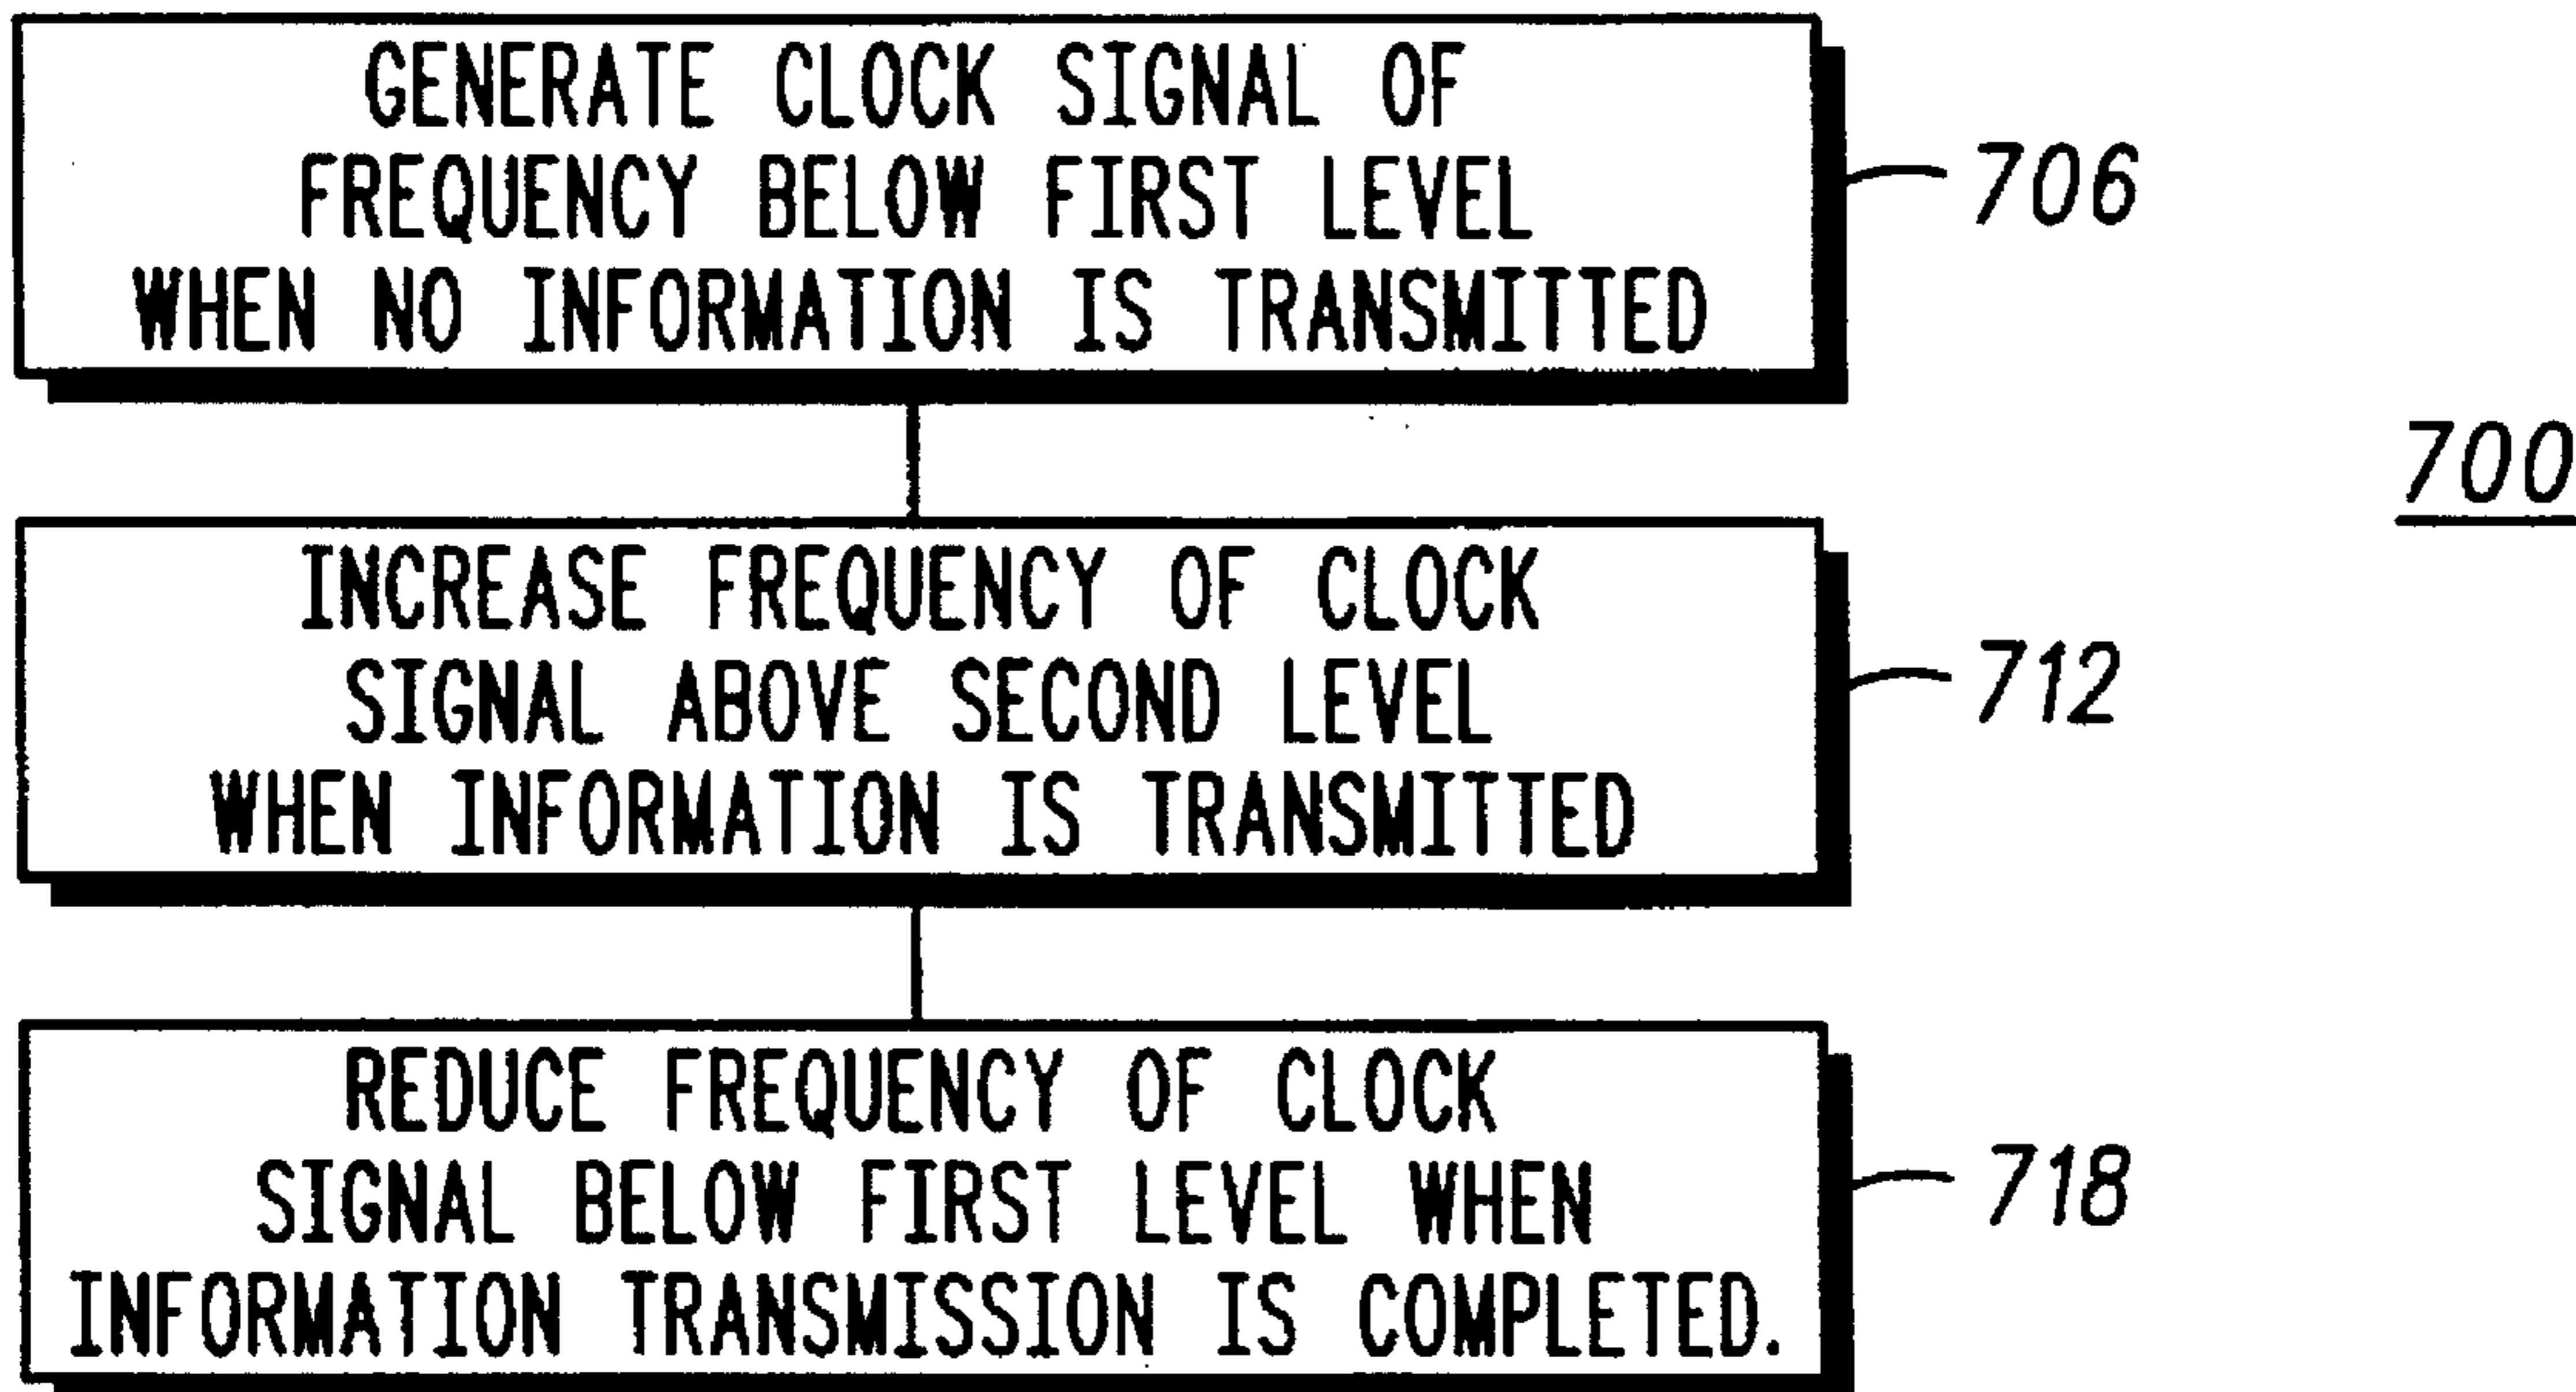 GENERATE CLOCK SIGNAL OF
FREQUENCY BELOW FIRST LEVEL
WHEN NO INFORMATION IS TRANSMITTED
706
700
INCREASE FREQUENCY OF CLOCK
SIGNAL ABOVE SECOND LEVEL
WHEN INFORMATION IS TRANSMITTED
712
REDUCE FREQUENCY OF CLOCK
SIGNAL BELOW FIRST LEVEL WHEN
INFORMATION TRANSMISSION IS COMPLETED.
718